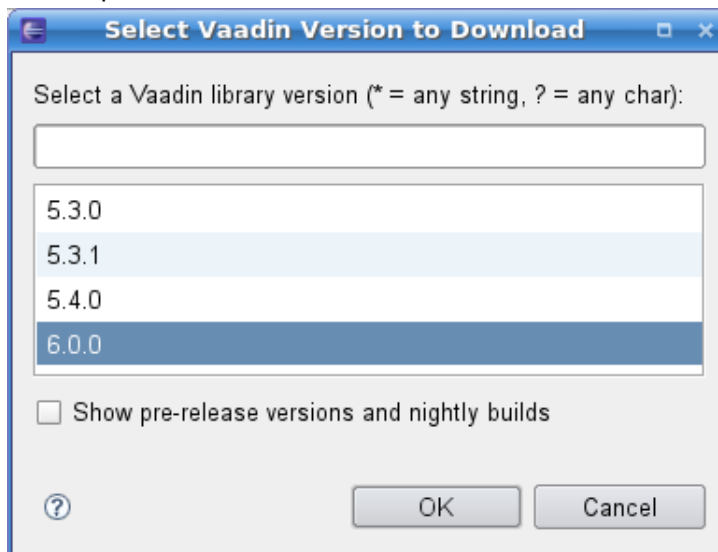 Select Vaadin Version to Download
Select a Vaadin library version (* = any string, ? = any char):
5.3.0
5.3.1
5.4.0
6.0.0
Show pre-release versions and nightly builds
?
OK
Cancel